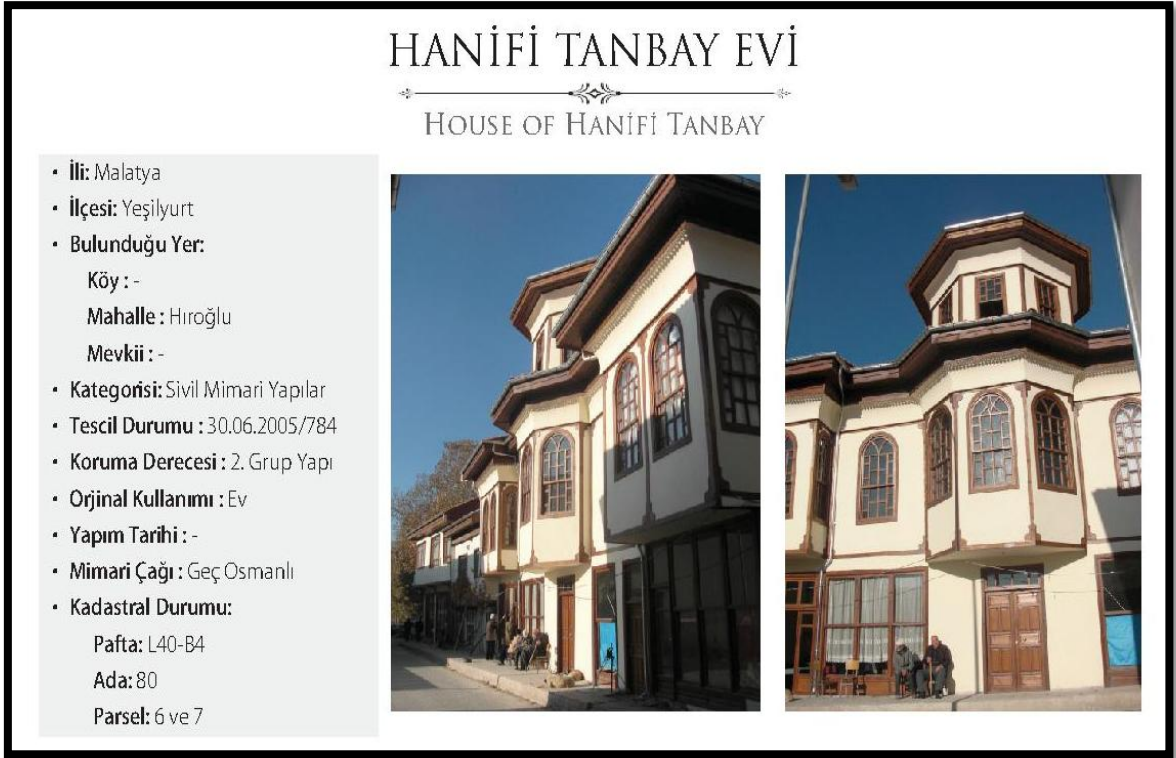 HANİFİ TANBAY EVİ
HOUSE OF HANİFİ TANBAY
• İli: Malatya
• İlçesi: Yeşilyurt
• Bulunduğu Yer:
Köy : -
Mahalle : Hıroğlu
Mevkii : -
• Kategorisi: Sivil Mimari Yapılar
• Tescil Durumu : 30.06.2005/784
• Koruma Derecesi : 2. Grup Yapı
• Orjinal Kullanımı : Ev
• Yapım Tarihi : -
• Mimari Çağı : Geç Osmanlı
• Kadastral Durumu:
Pafta: L40-B4
Ada: 80
Parsel: 6 ve 7